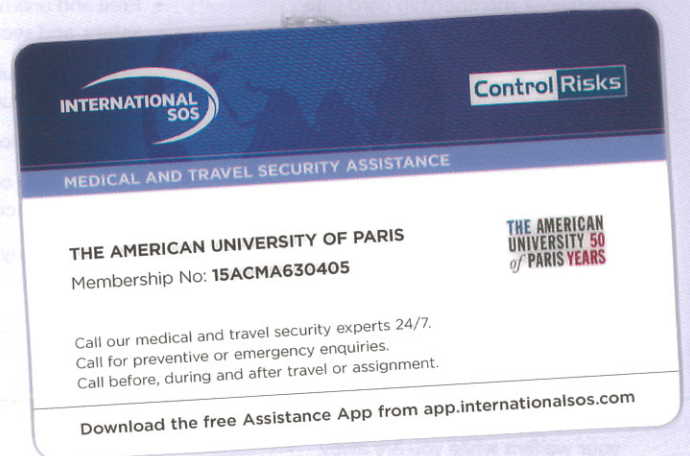 INTERNATIONAL
SOS
Control Risks
MEDICAL AND TRAVEL SECURITY ASSISTANCE
THE AMERICAN UNIVERSITY OF PARIS
Membership No: 15ACMA630405
THE AMERICAN
UNIVERSITY 50
of PARIS YEARS
Call our medical and travel security experts 24/7.
Call for preventive or emergency enquiries.
Call before, during and after travel or assignment.
Download the free Assistance App from app.internationalsos.com